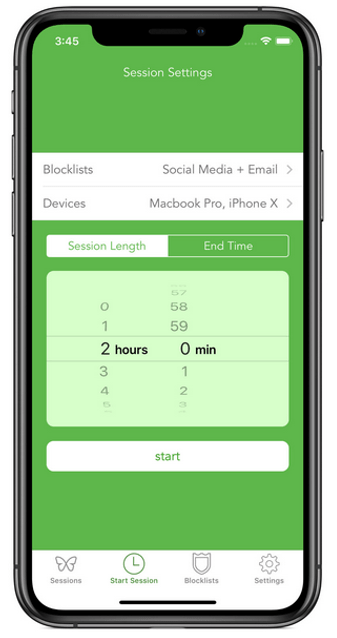 3:45
Session Settings
Blocklists Social Media + Email >
Devices Macbook Pro, iPhone X >
Session Length End Time
57
0 58
1 59
2 hours 0 min
3 1
4 2
5 3
start
Sessions Start Session Blocklists Settings